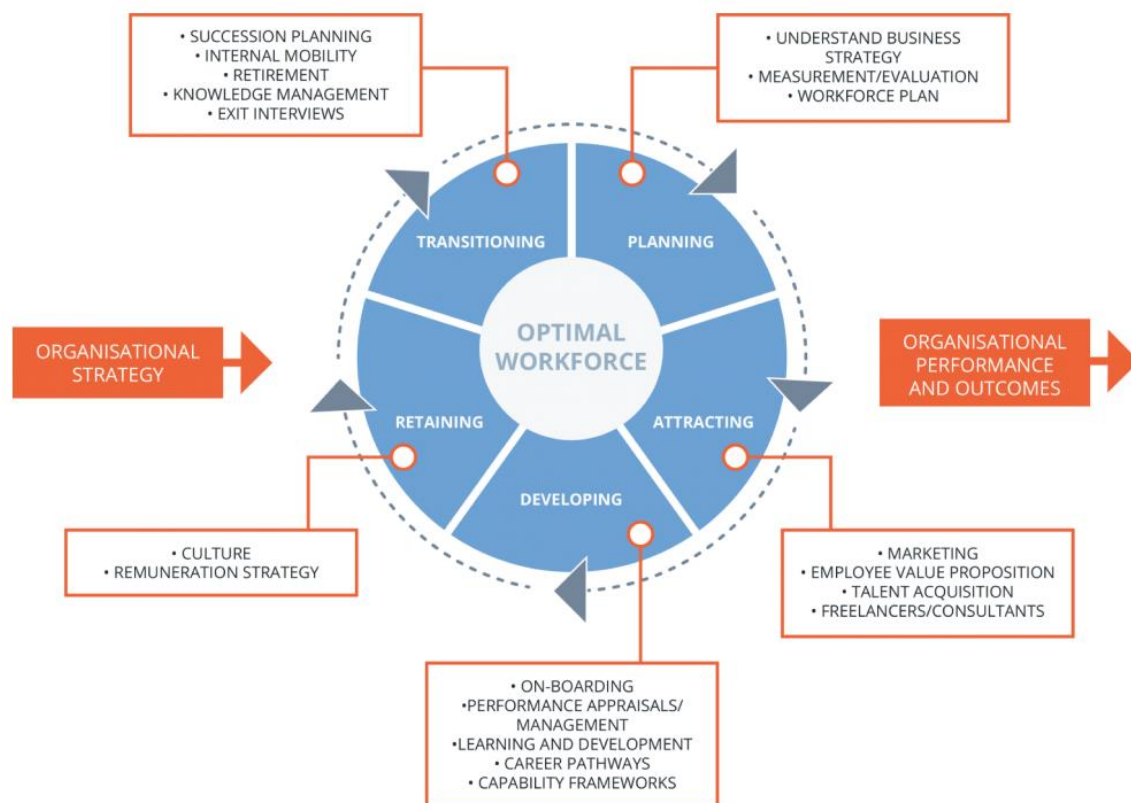 • SUCCESSION PLANNING
• INTERNAL MOBILITY
• RETIREMENT
• KNOWLEDGE MANAGEMENT
• EXIT INTERVIEWS
• UNDERSTAND BUSINESS
STRATEGY
• MEASUREMENT/EVALUATION
• WORKFORCE PLAN
TRANSITIONING
PLANNING
OPTIMAL
WORKFORCE
ORGANISATIONAL
STRATEGY
ORGANISATIONAL
PERFORMANCE
AND OUTCOMES
RETAINING
ATTRACTING
DEVELOPING
• CULTURE
• REMUNERATION STRATEGY
• MARKETING
• EMPLOYEE VALUE PROPOSITION
• TALENT ACQUISITION
• FREELANCERS/CONSULTANTS
• ON-BOARDING
•PERFORMANCE APPRAISALS/
MANAGEMENT
•LEARNING AND DEVELOPMENT
• CAREER PATHWAYS
• CAPABILITY FRAMEWORKS